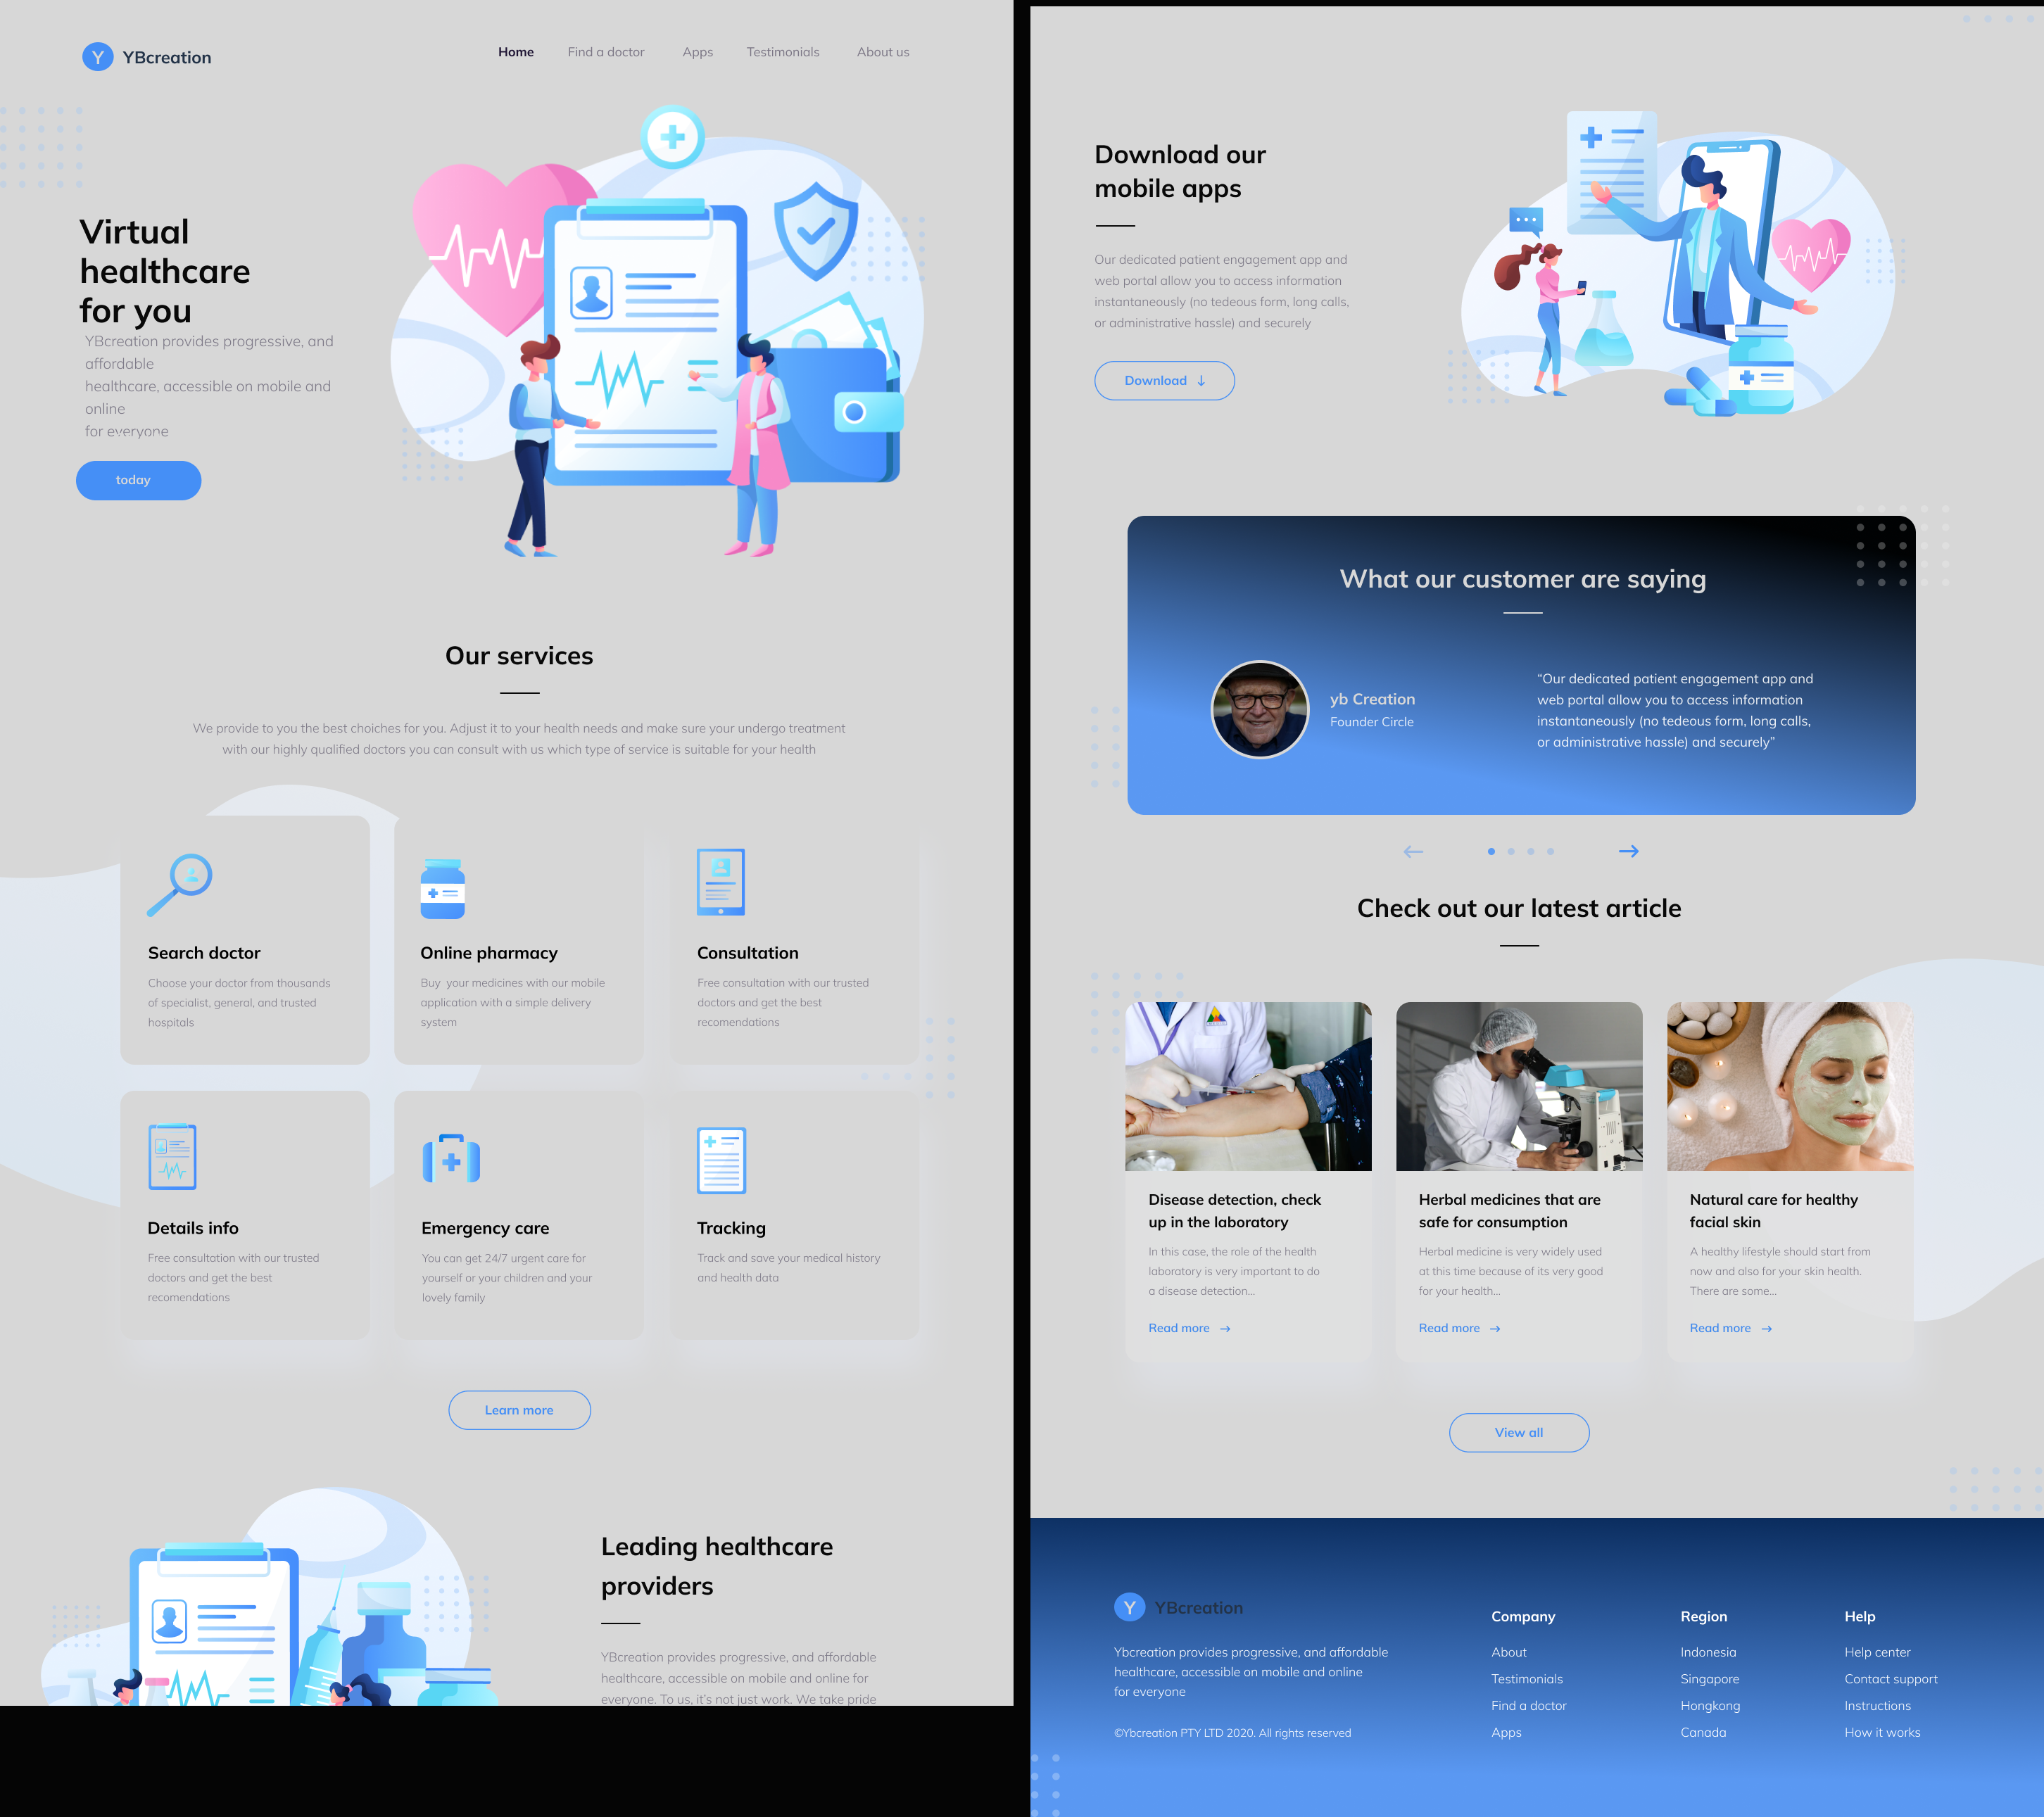 Y YBcreation
Home Find a doctor Apps Testimonials About us
Virtual
healthcare
for you
YBcreation provides progressive, and
affordable
healthcare, accessible on mobile and
online
for everyone
today
Our services
We provide to you the best choiches for you. Adjust it to your health needs and make sure your undergo treatment
with our highly qualified doctors you can consult with us which type of service is suitable for your health
Search doctor
Choose your doctor from thousands
of specialist, general, and trusted
hospitals
Online pharmacy
Buy  your medicines with our mobile
application with a simple delivery
system
Consultation
Free consultation with our trusted
doctors and get the best
recomendations
Details info
Free consultation with our trusted
doctors and get the best
recomendations
Emergency care
You can get 24/7 urgent care for
yourself or your children and your
lovely family
Tracking
Track and save your medical history
and health data
Learn more
Leading healthcare
providers
YBcreation provides progressive, and affordable
healthcare, accessible on mobile and online for
everyone. To us, it’s not just work. We take pride
Download our
mobile apps
Our dedicated patient engagement app and
web portal allow you to access information
instantaneously (no tedeous form, long calls,
or administrative hassle) and securely
Download ↓
What our customer are saying
yb Creation
Founder Circle
“Our dedicated patient engagement app and
web portal allow you to access information
instantaneously (no tedeous form, long calls,
or administrative hassle) and securely”
Check out our latest article
Disease detection, check
up in the laboratory
In this case, the role of the health
laboratory is very important to do
a disease detection...
Read more →
Herbal medicines that are
safe for consumption
Herbal medicine is very widely used
at this time because of its very good
for your health...
Read more →
Natural care for healthy
facial skin
A healthy lifestyle should start from
now and also for your skin health.
There are some...
Read more →
View all
Y YBcreation
Ybcreation provides progressive, and affordable
healthcare, accessible on mobile and online
for everyone
©Ybcreation PTY LTD 2020. All rights reserved
Company
About
Testimonials
Find a doctor
Apps
Region
Indonesia
Singapore
Hongkong
Canada
Help
Help center
Contact support
Instructions
How it works